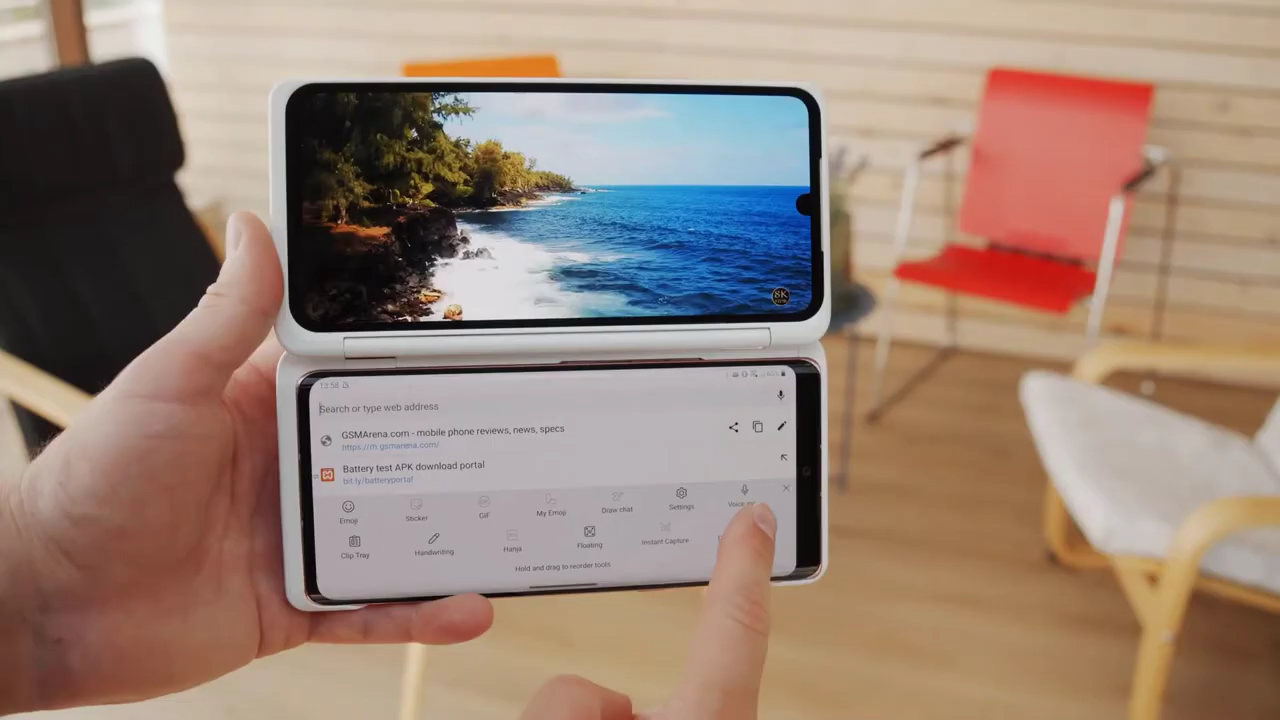 8K
13:58
Search or type web address
GSMArena.com - mobile phone reviews, news, specs
https://m.gsmarena.com/
Battery test APK download portal
bit.ly/batteryportal
Emoji
Sticker
GIF
My Emoji
Draw chat
Settings
Voice
Clip Tray
Handwriting
Hanja
Floating
Instant Capture
Hold and drag to reorder tools